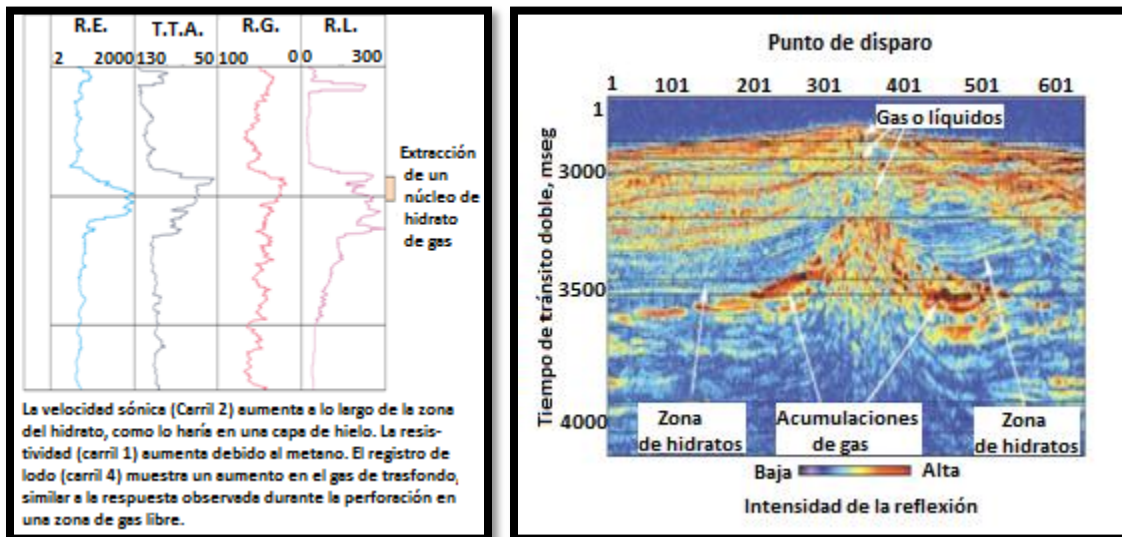 R.E. T.T.A. R.G. R.L.
2 2000 130 50 100 0 0 300
Extracción
de un
núcleo de
hidrato
de gas
La velocidad sónica (Carril 2) aumenta a lo largo de la zona
del hidrato, como lo haría en una capa de hielo. La resis-
tividad (carril 1) aumenta debido al metano. El registro de
lodo (carril 4) muestra un aumento en el gas de trasfondo,
similar a la respuesta observada durante la perforación en
una zona de gas libre.
Punto de disparo
1 101 201 301 401 501 601
Tiempo de tránsito doble, mseg
1
3000
3500
4000
Gas o líquidos
Zona
de hidratos
Acumulaciones
de gas
Zona
de hidratos
Baja Alta
Intensidad de la reflexión